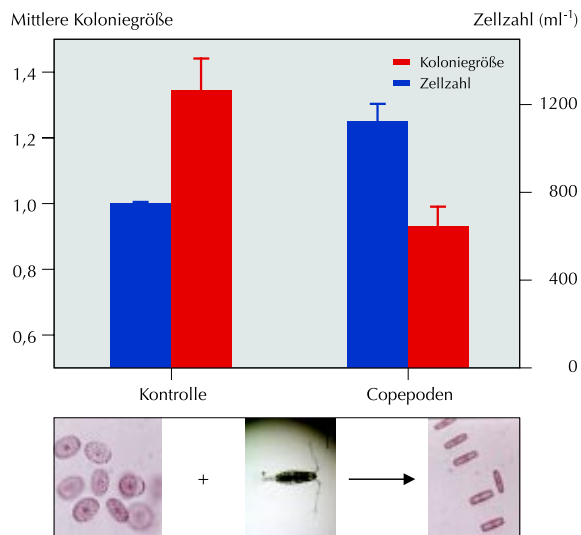 Mittlere Koloniegröße
Zellzahl (ml⁻¹)
1,4
1,2
1,0
0,8
0,6
Koloniegröße
Zellzahl
1200
800
400
0
Kontrolle
Copepoden
+